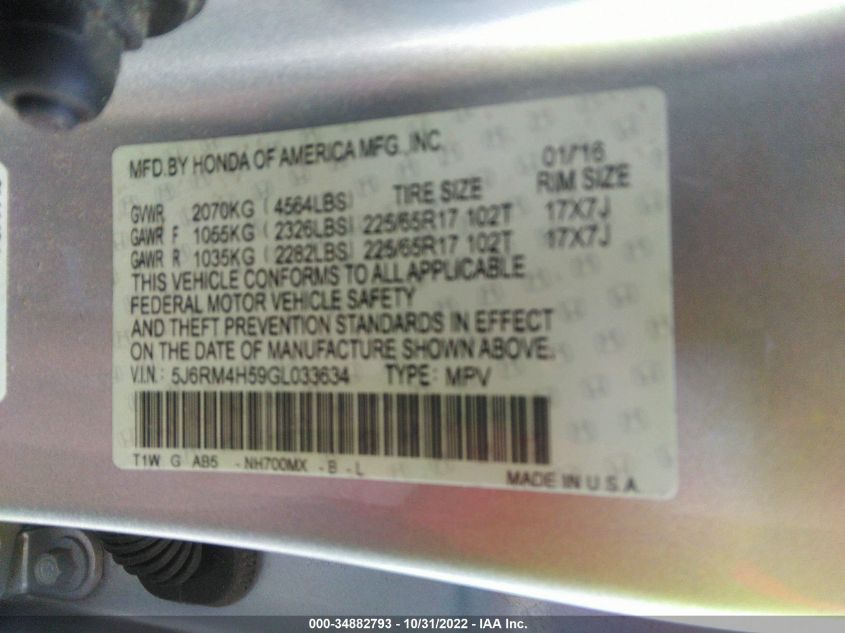 MFD.BY HONDA OF AMERICA MFG.,INC. 01/16
TIRE SIZE RIM SIZE
GVWR 2070KG (4564LBS)
GAWR F 1055KG (2326LBS) 225/65R17 102T 17X7J
GAWR R 1035KG (2282LBS) 225/65R17 102T 17X7J
THIS VEHICLE CONFORMS TO ALL APPLICABLE
FEDERAL MOTOR VEHICLE SAFETY
AND THEFT PREVENTION STANDARDS IN EFFECT
ON THE DATE OF MANUFACTURE SHOWN ABOVE.
V.I.N.: 5J6RM4H59GL033634 TYPE: MPV
T1W G AB5 -NH700MX -B -L
MADE IN U.S.A.
000-34882793 - 10/31/2022 - IAA Inc.